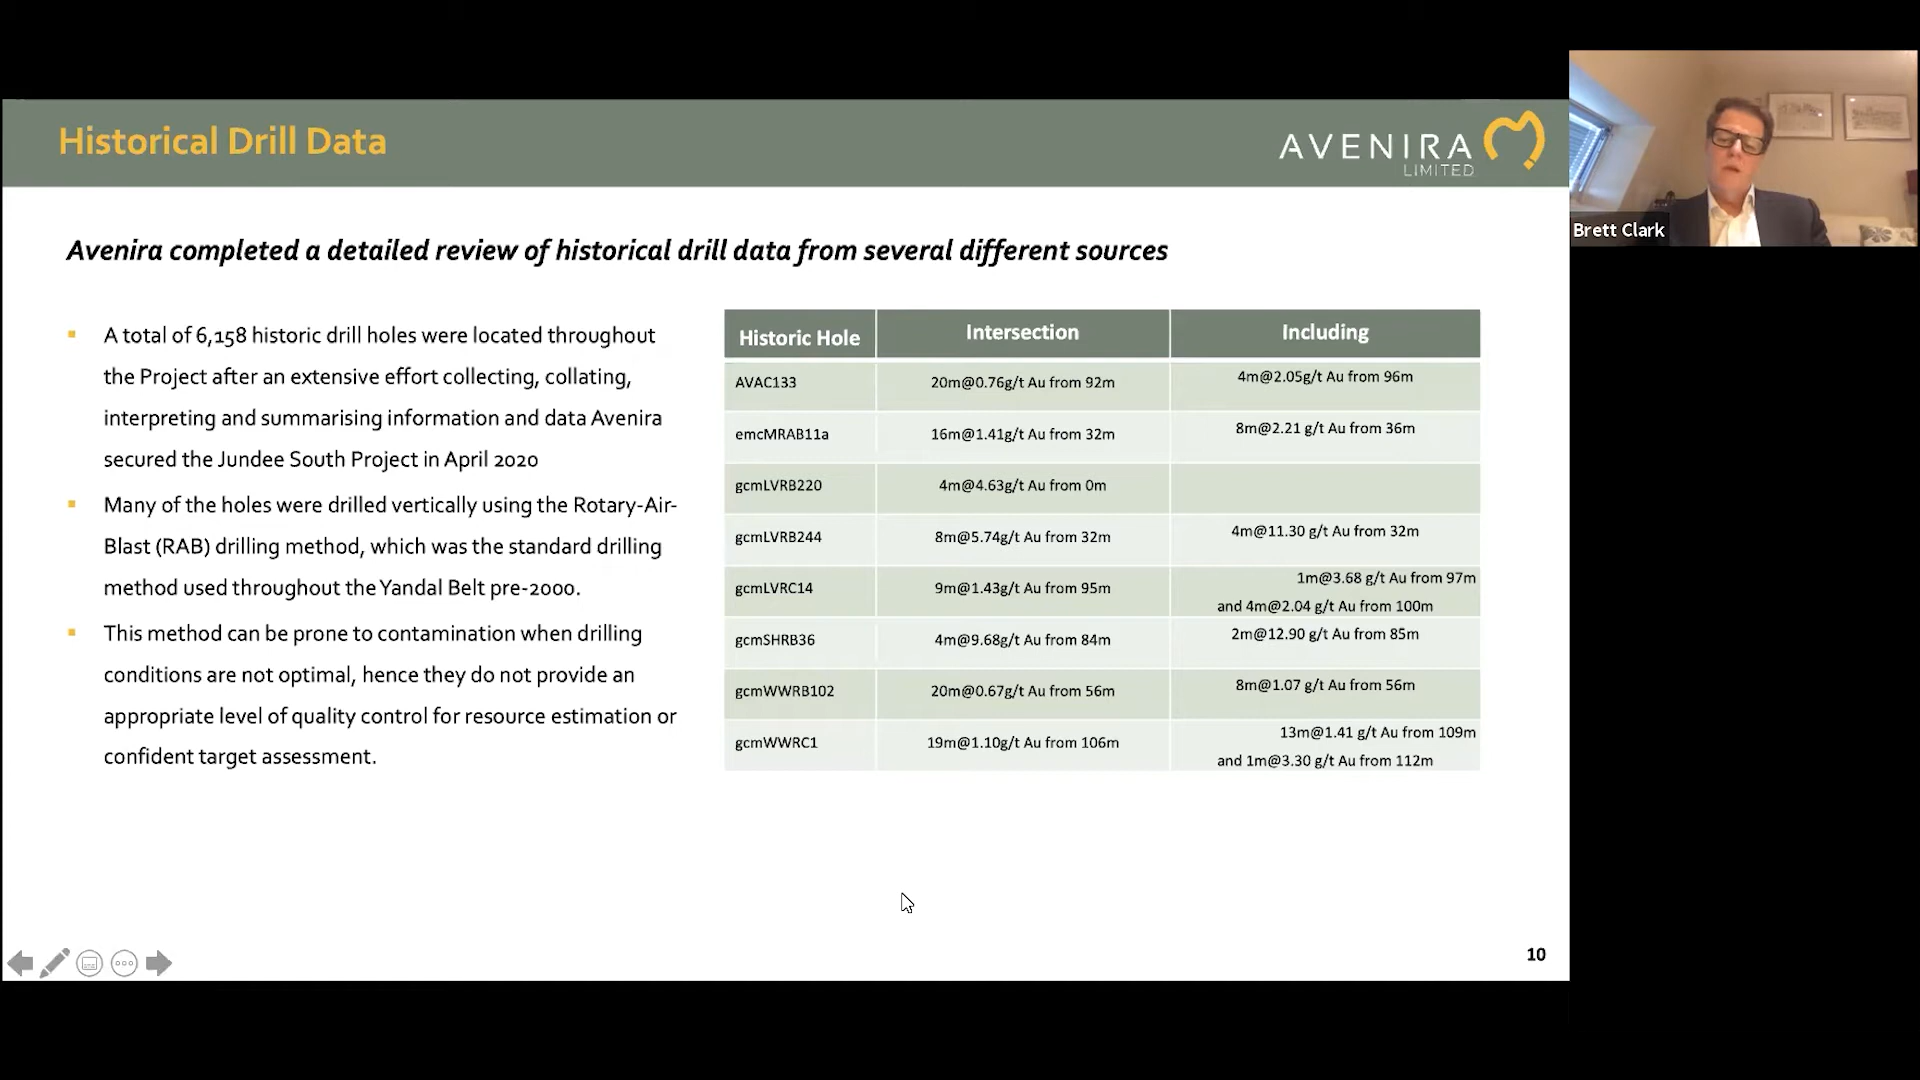 Historical Drill Data
AVENIRA
LIMITED
Brett Clark
Avenira completed a detailed review of historical drill data from several different sources
▪ A total of 6,158 historic drill holes were located throughout
the Project after an extensive effort collecting, collating,
interpreting and summarising information and data Avenira
secured the Jundee South Project in April 2020
▪ Many of the holes were drilled vertically using the Rotary-Air-
Blast (RAB) drilling method, which was the standard drilling
method used throughout the Yandal Belt pre-2000.
▪ This method can be prone to contamination when drilling
conditions are not optimal, hence they do not provide an
appropriate level of quality control for resource estimation or
confident target assessment.
Historic Hole Intersection Including
AVAC133 20m@0.76g/t Au from 92m 4m@2.05g/t Au from 96m
emcMRAB11a 16m@1.41g/t Au from 32m 8m@2.21 g/t Au from 36m
gcmLVRB220 4m@4.63g/t Au from 0m
gcmLVRB244 8m@5.74g/t Au from 32m 4m@11.30 g/t Au from 32m
gcmLVRC14 9m@1.43g/t Au from 95m 1m@3.68 g/t Au from 97m
and 4m@2.04 g/t Au from 100m
gcmSHRB36 4m@9.68g/t Au from 84m 2m@12.90 g/t Au from 85m
gcmWWRB102 20m@0.67g/t Au from 56m 8m@1.07 g/t Au from 56m
gcmWWRC1 19m@1.10g/t Au from 106m 13m@1.41 g/t Au from 109m
and 1m@3.30 g/t Au from 112m
10